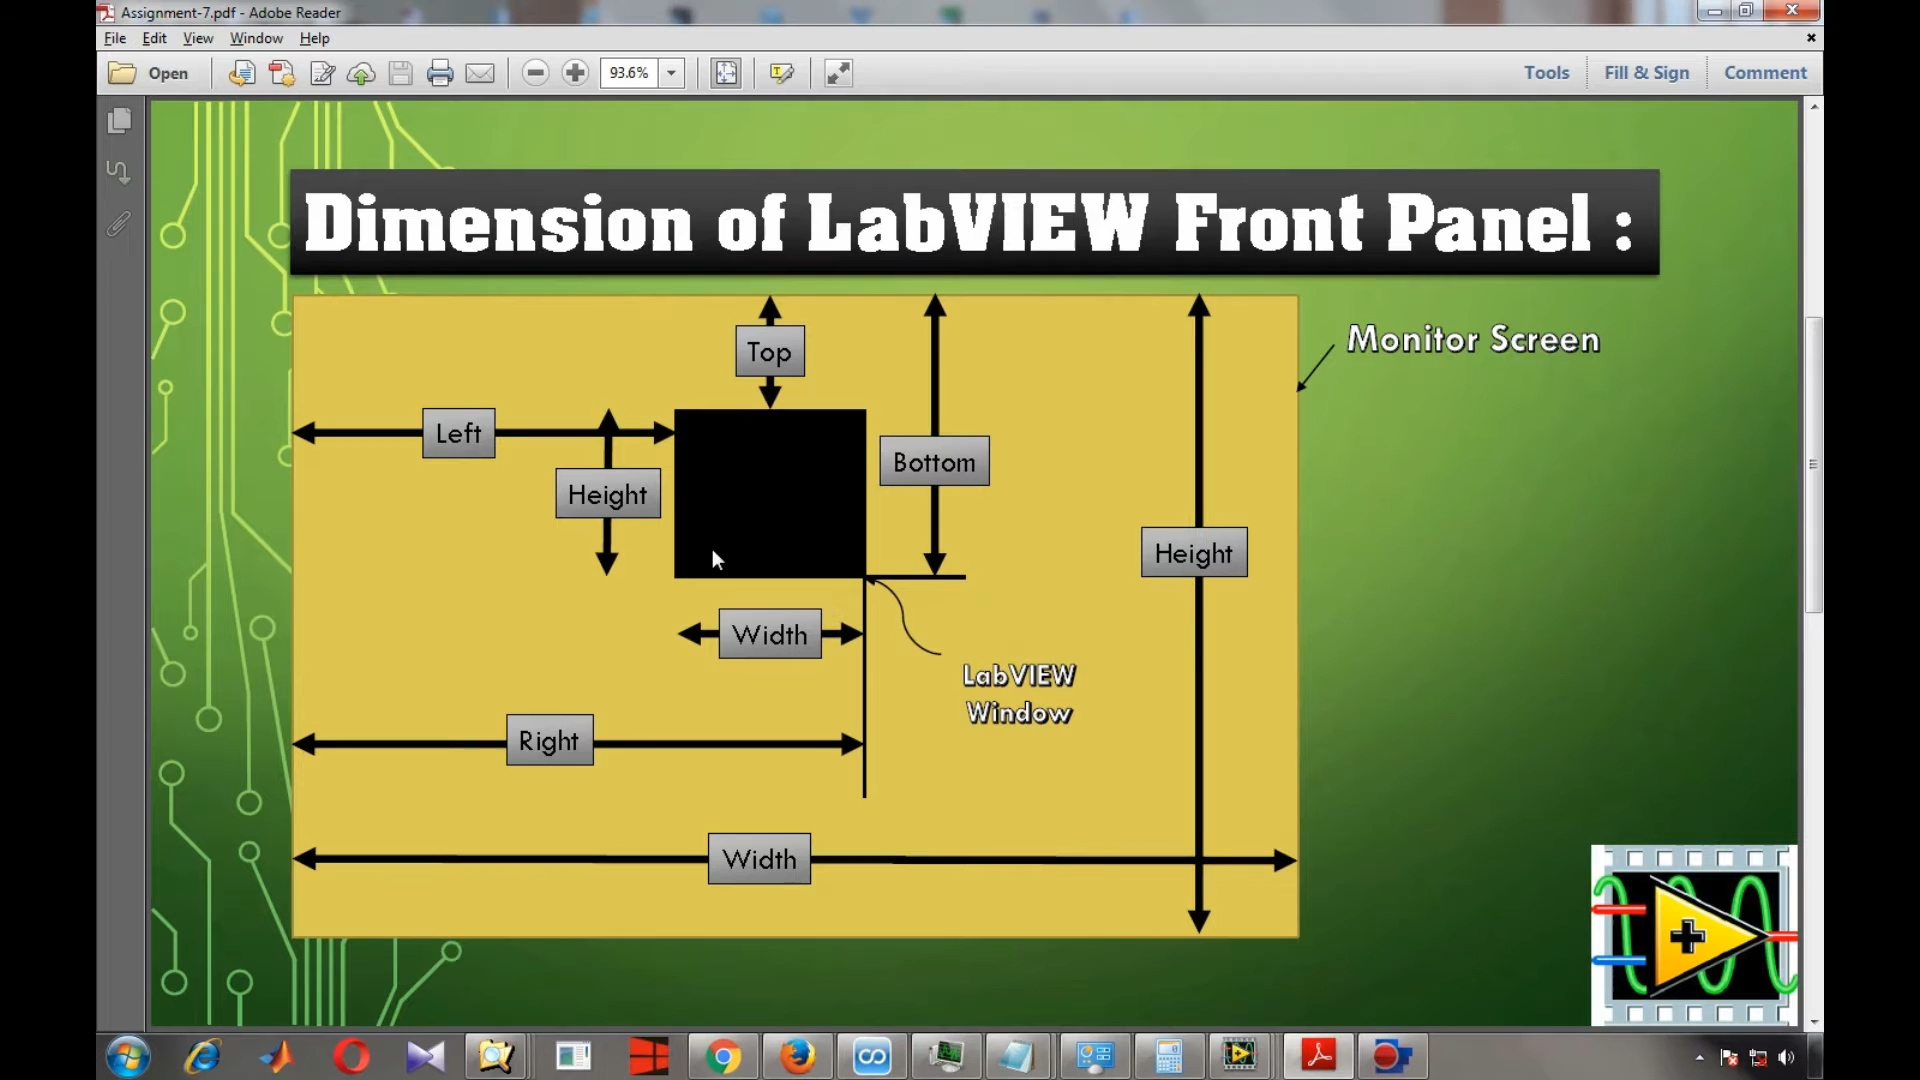 Assignment-7.pdf - Adobe Reader
File Edit View Window Help
Open 93.6% Tools Fill & Sign Comment
Dimension of LabVIEW Front Panel :
Monitor Screen
Top
Left
Bottom
Height
Height
Width
LabVIEW
Window
Right
Width